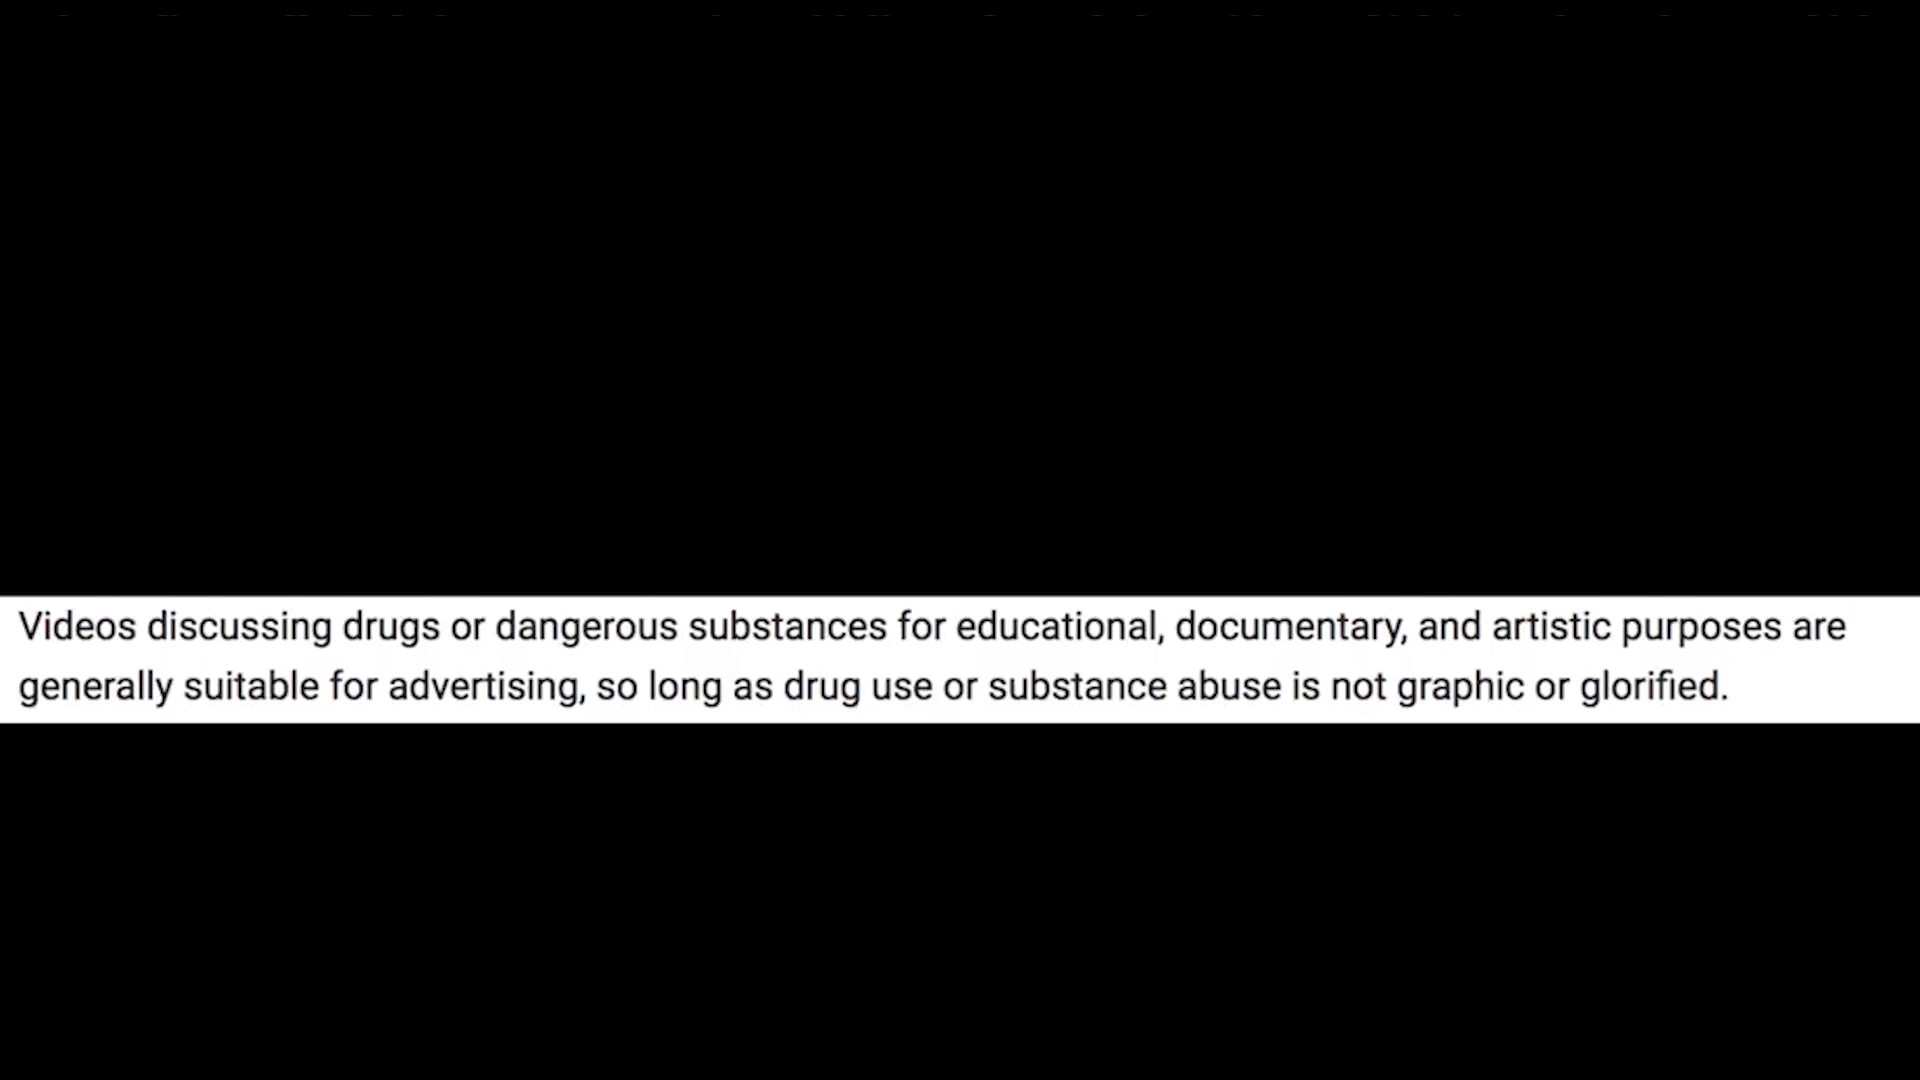 Videos discussing drugs or dangerous substances for educational, documentary, and artistic purposes are
generally suitable for advertising, so long as drug use or substance abuse is not graphic or glorified.